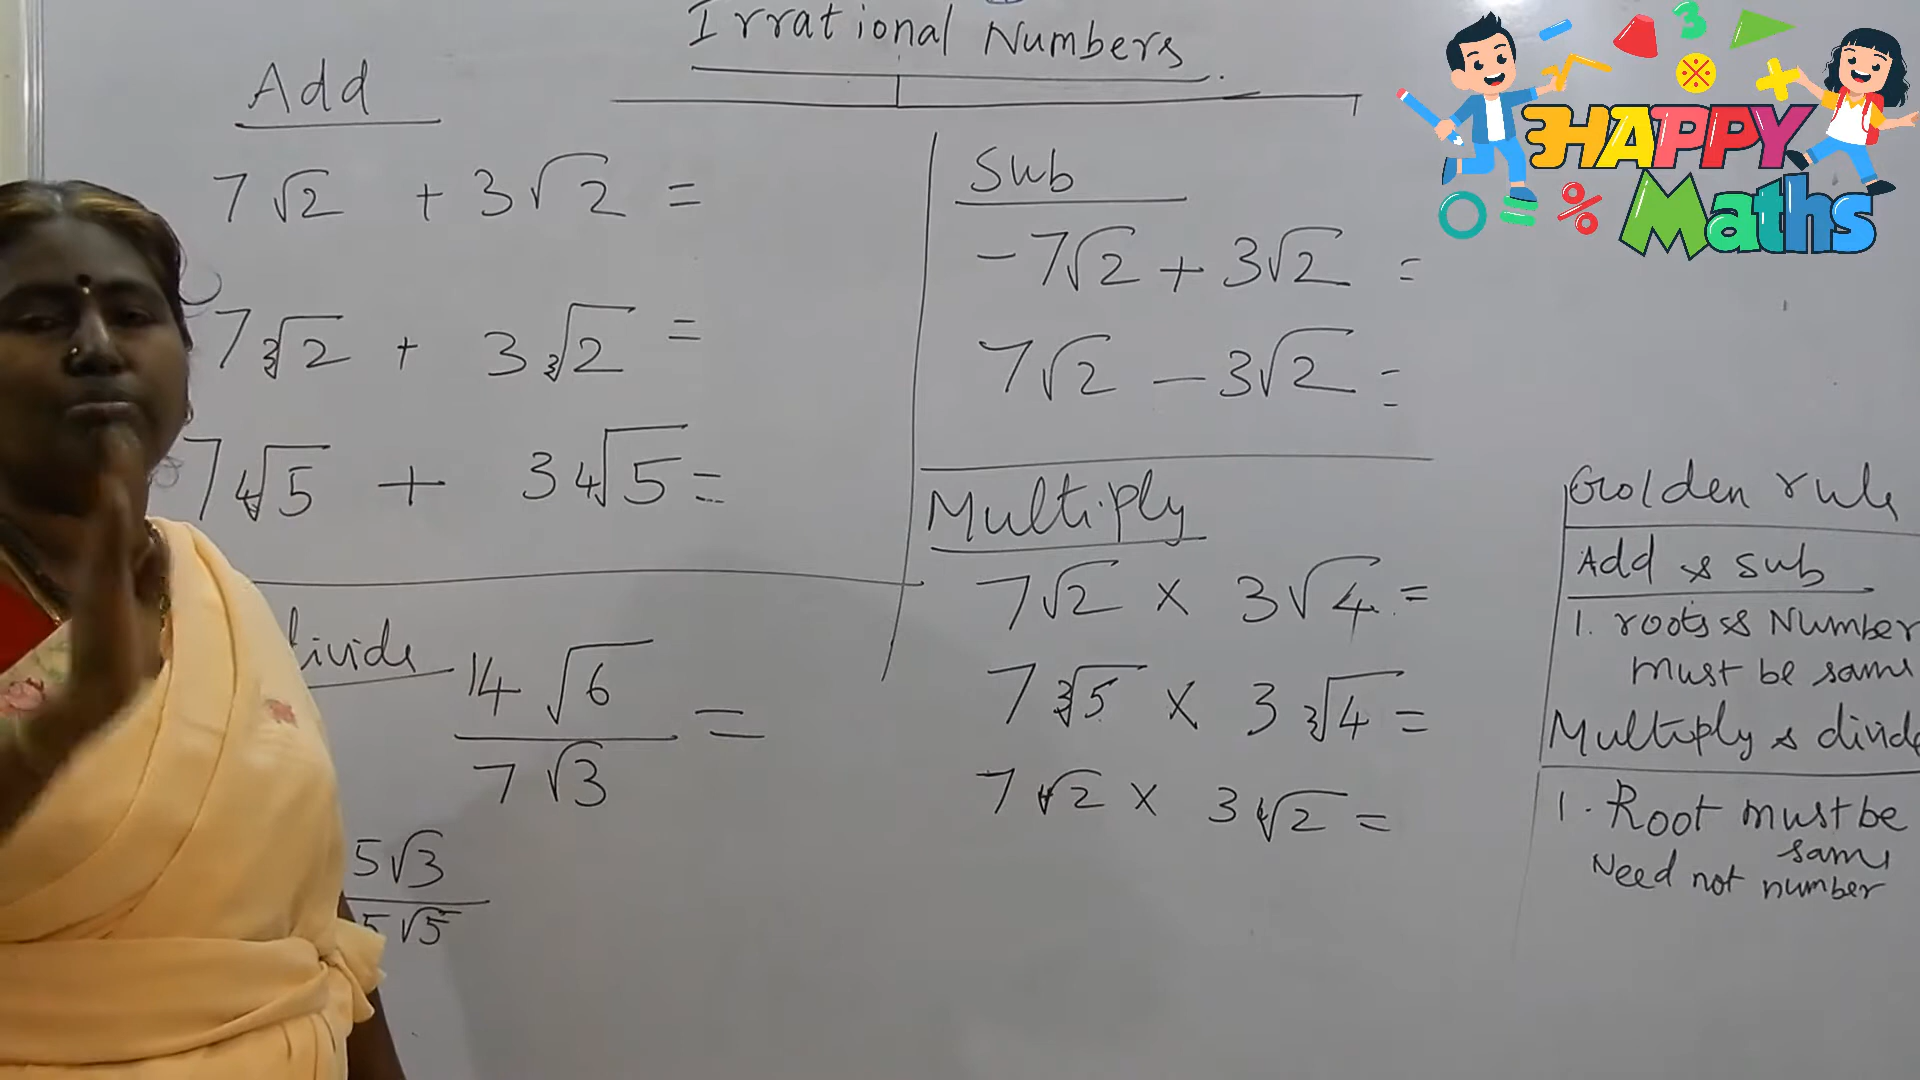 Irrational Numbers.
Add
7√2 + 3√2 =
7∛2 + 3∛2 =
7∜5 + 3∜5 =
divide
14√6 / 7√3 =
5√3 / 5√5
Sub
-7√2 + 3√2 =
7√2 - 3√2 =
Multiply
7√2 × 3√4 =
7∛5 × 3∛4 =
7∜2 × 3∜2 =
Golden rule
Add & Sub
1. roots & Number
must be same
Multiply & divide
1. Root must be
same
Need not number
HAPPY
Maths